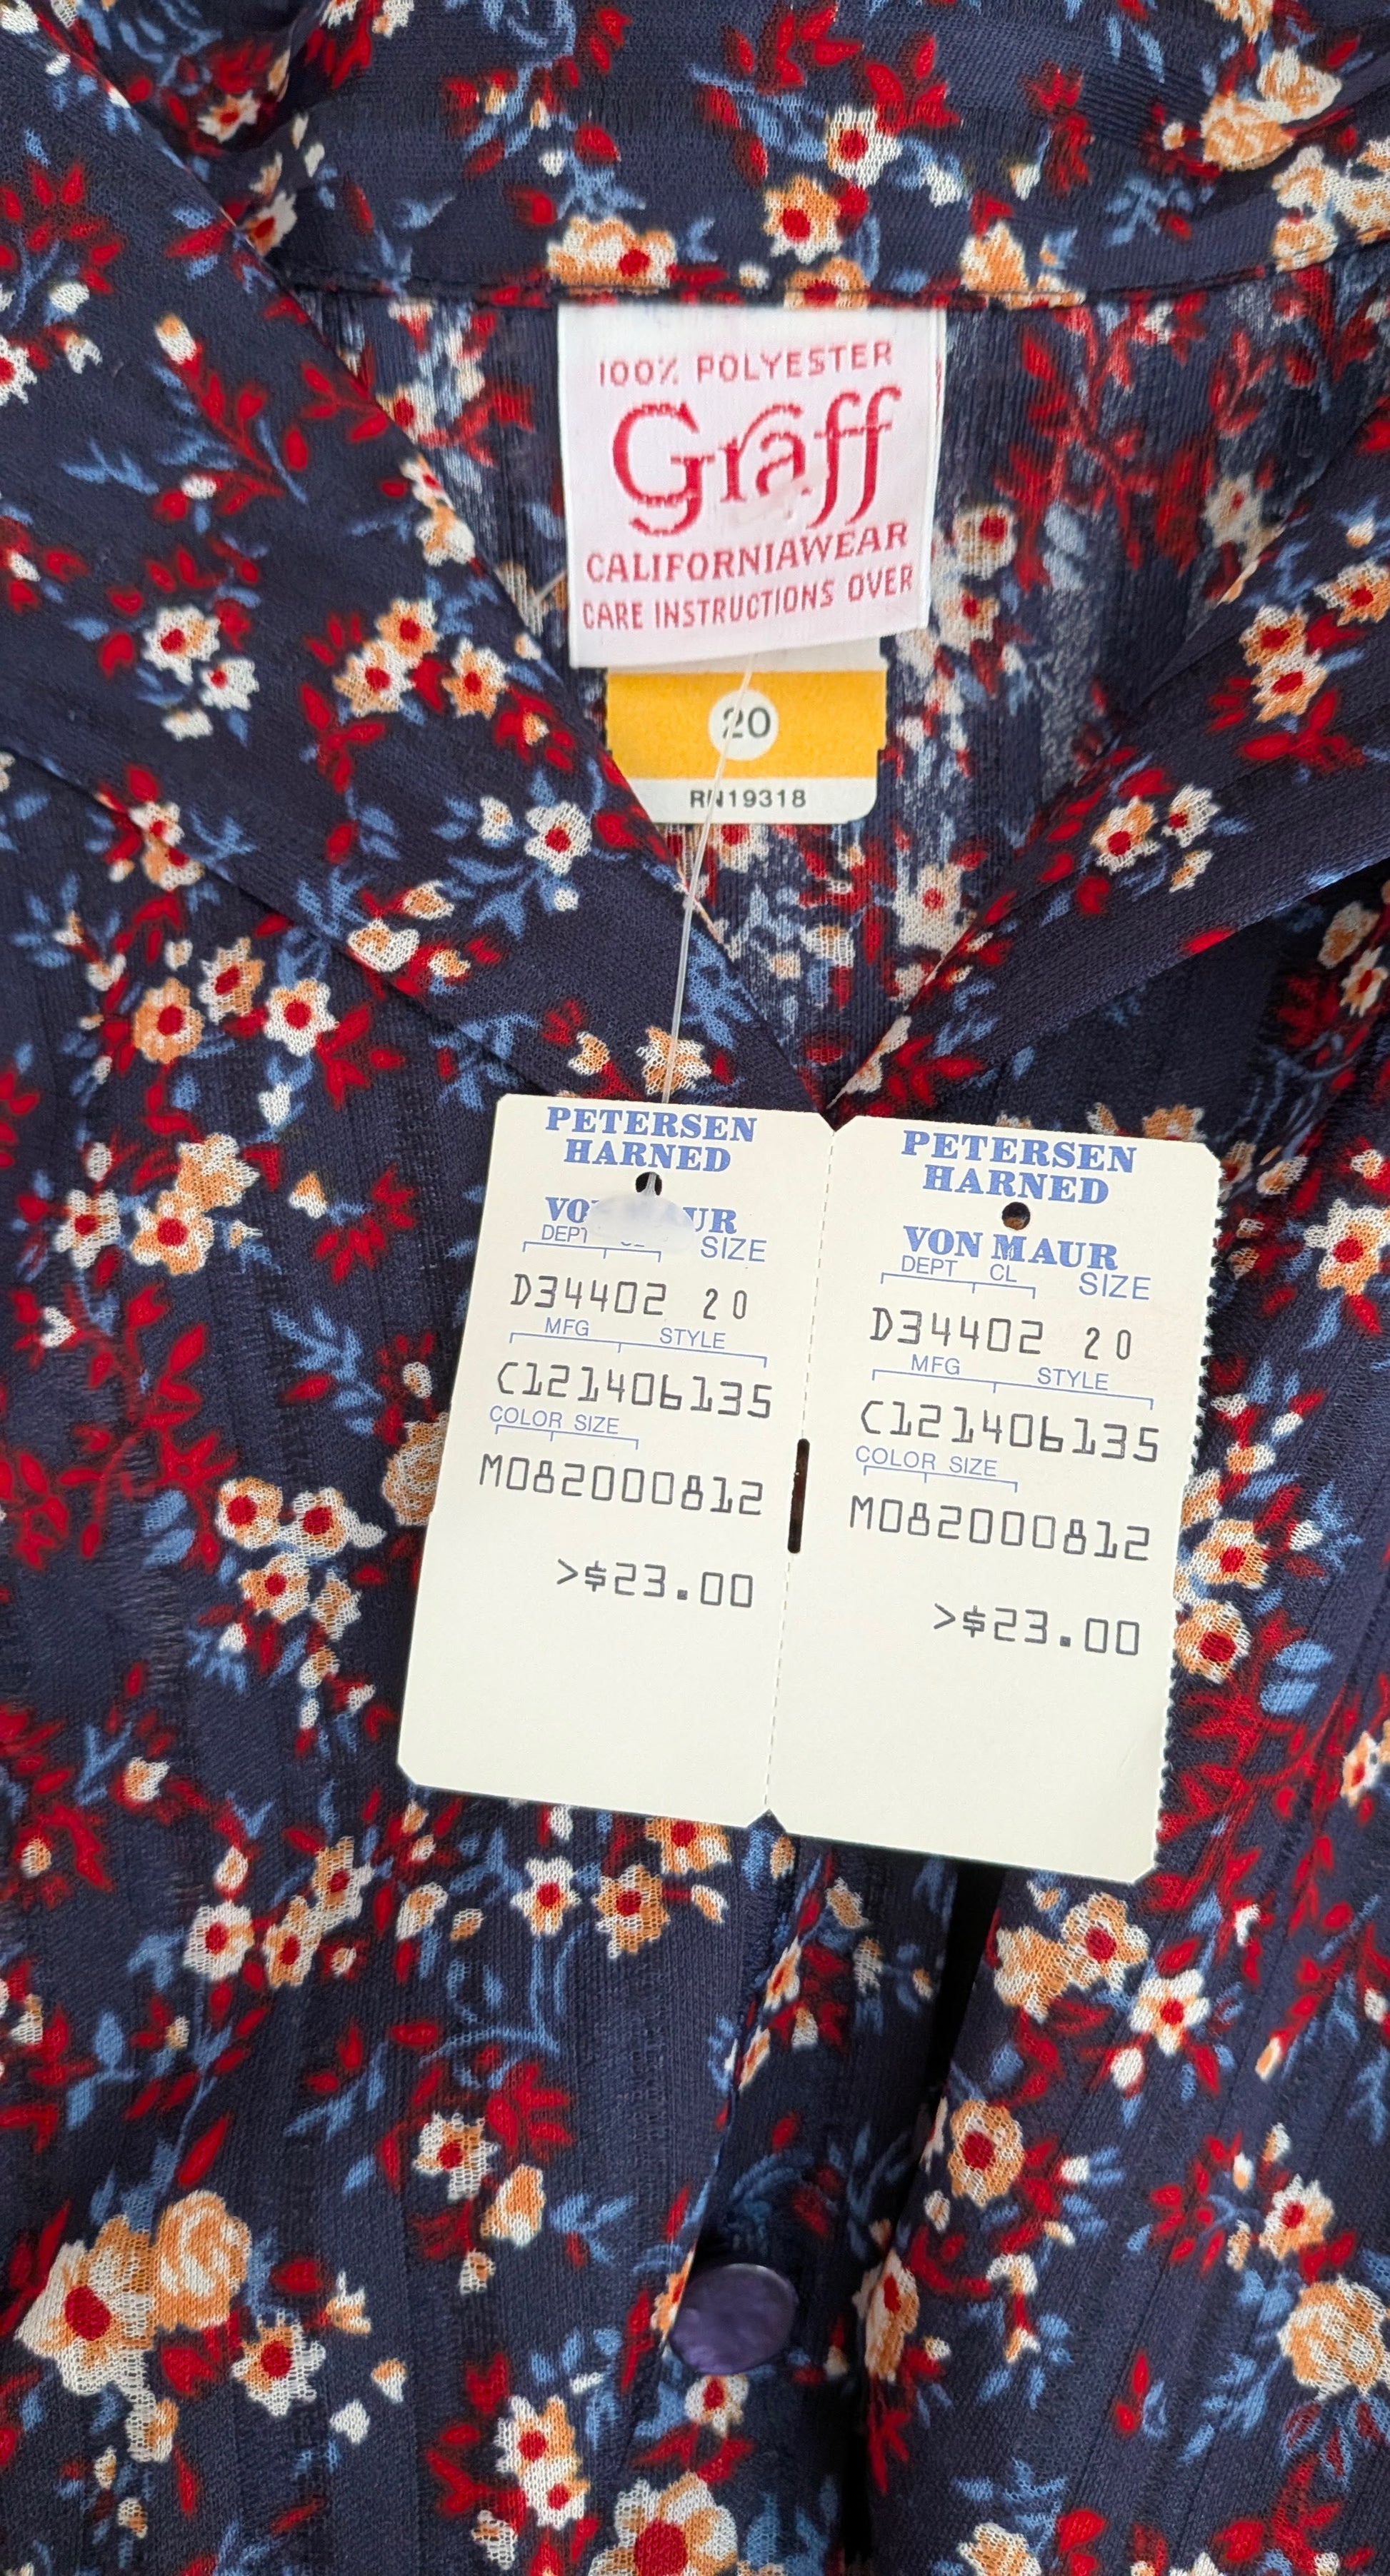 100% POLYESTER
Graff
CALIFORNIAWEAR
CARE INSTRUCTIONS OVER
20
RN19318
PETERSEN
HARNED
DEPT
SIZE
D34402 20
MFG STYLE
C121406135
COLOR SIZE
M082000812
>$23.00
PETERSEN
HARNED
VON MAUR
DEPT CL SIZE
D34402 20
MFG STYLE
C121406135
COLOR SIZE
M082000812
>$23.00